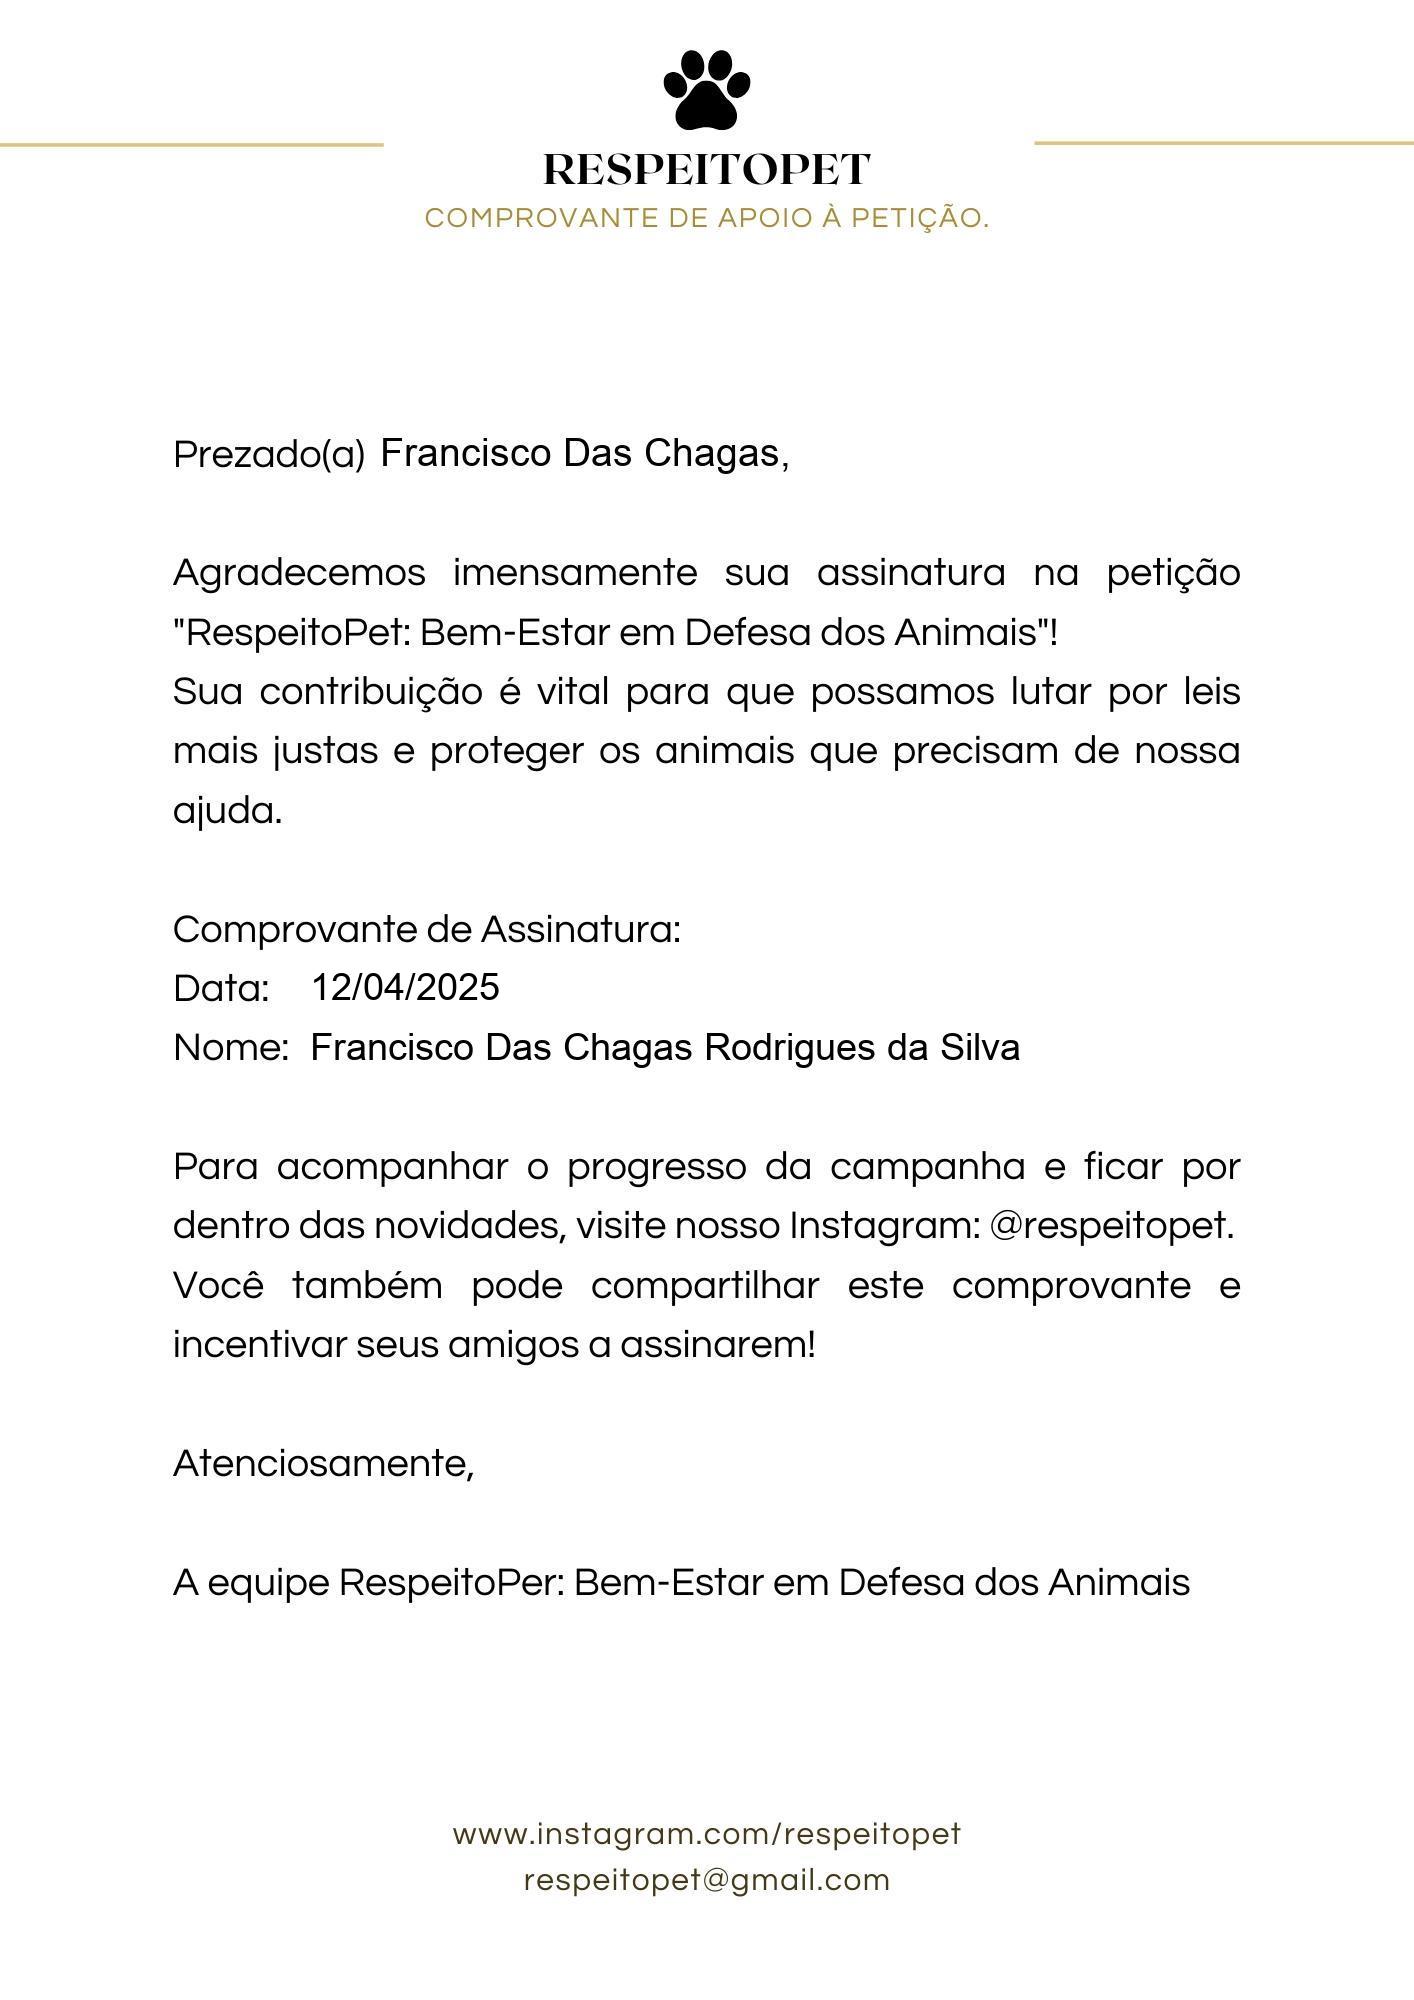 RESPEITOPET
COMPROVANTE DE APOIO À PETIÇÃO.
Prezado(a) Francisco Das Chagas,
Agradecemos imensamente sua assinatura na petição
"RespeitoPet: Bem-Estar em Defesa dos Animais"!
Sua contribuição é vital para que possamos lutar por leis
mais justas e proteger os animais que precisam de nossa
ajuda.
Comprovante de Assinatura:
Data: 12/04/2025
Nome: Francisco Das Chagas Rodrigues da Silva
Para acompanhar o progresso da campanha e ficar por
dentro das novidades, visite nosso Instagram: @respeitopet.
Você também pode compartilhar este comprovante e
incentivar seus amigos a assinarem!
Atenciosamente,
A equipe RespeitoPer: Bem-Estar em Defesa dos Animais
www.instagram.com/respeitopet
respeitopet@gmail.com